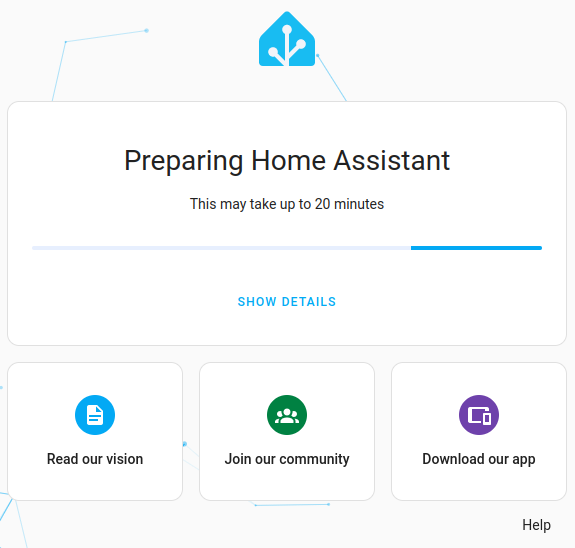 Preparing Home Assistant
This may take up to 20 minutes
SHOW DETAILS
Read our vision
Join our community
Download our app
Help